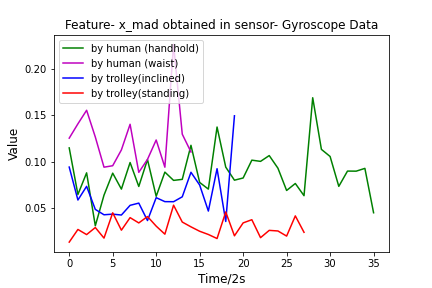 Feature- x_mad obtained in sensor- Gyroscope Data
by human (handhold)
by human (waist)
by trolley(inclined)
by trolley(standing)
0.20
0.15
0.10
0.05
Value
0 5 10 15 20 25 30 35
Time/2s